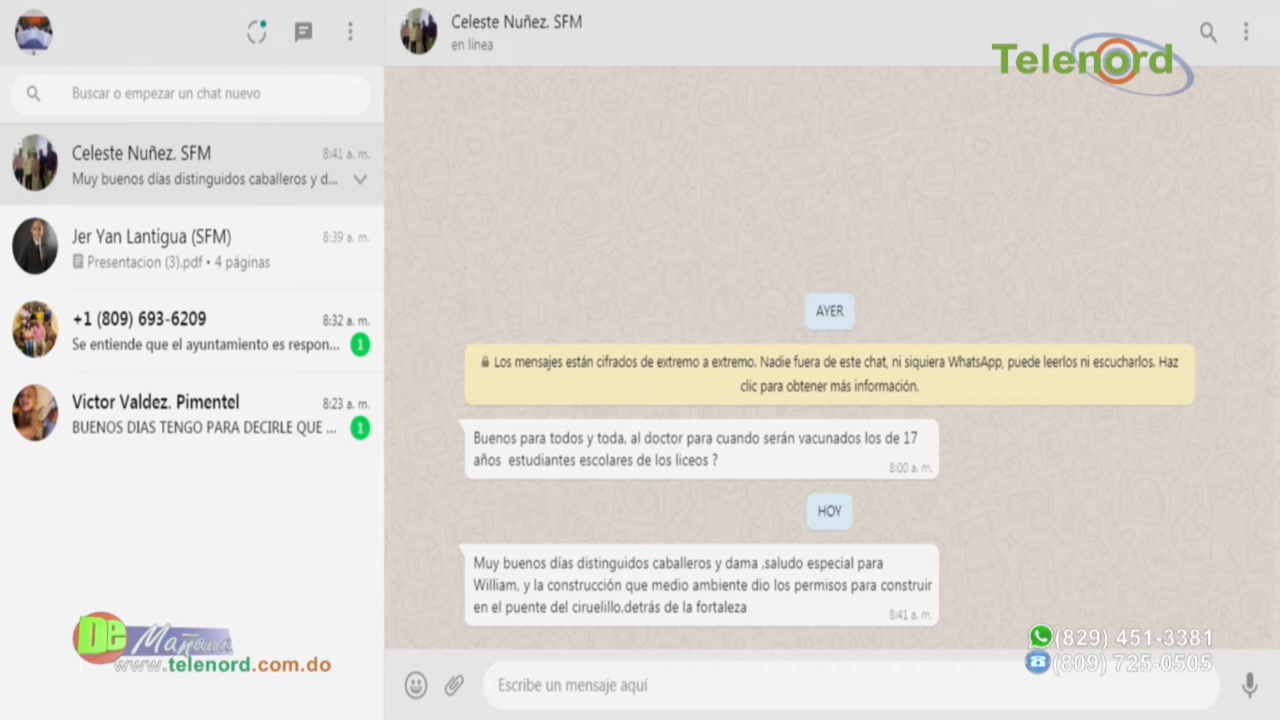 Celeste Nuñez. SFM
en línea
Telenord
Buscar o empezar un chat nuevo
Celeste Nuñez. SFM
8:41 a. m.
Muy buenos días distinguidos caballeros y d...
Jer Yan Lantigua (SFM)
8:39 a. m.
Presentacion (3).pdf • 4 páginas
+1 (809) 693-6209
8:32 a. m.
Se entiende que el ayuntamiento es respon...
1
Victor Valdez. Pimentel
8:23 a. m.
BUENOS DIAS TENGO PARA DECIRLE QUE ...
1
AYER
Los mensajes están cifrados de extremo a extremo. Nadie fuera de este chat, ni siquiera WhatsApp, puede leerlos ni escucharlos. Haz
clic para obtener más información.
Buenos para todos y toda, al doctor para cuando serán vacunados los de 17
años estudiantes escolares de los liceos ?
8:00 a. m.
HOY
Muy buenos días distinguidos caballeros y dama ,saludo especial para
William, y la construcción que medio ambiente dio los permisos para construir
en el puente del ciruelillo,detrás de la fortaleza
8:41 a. m.
De Mañana
www.telenord.com.do
(829) 451-3381
(809) 725-0505
Escribe un mensaje aquí